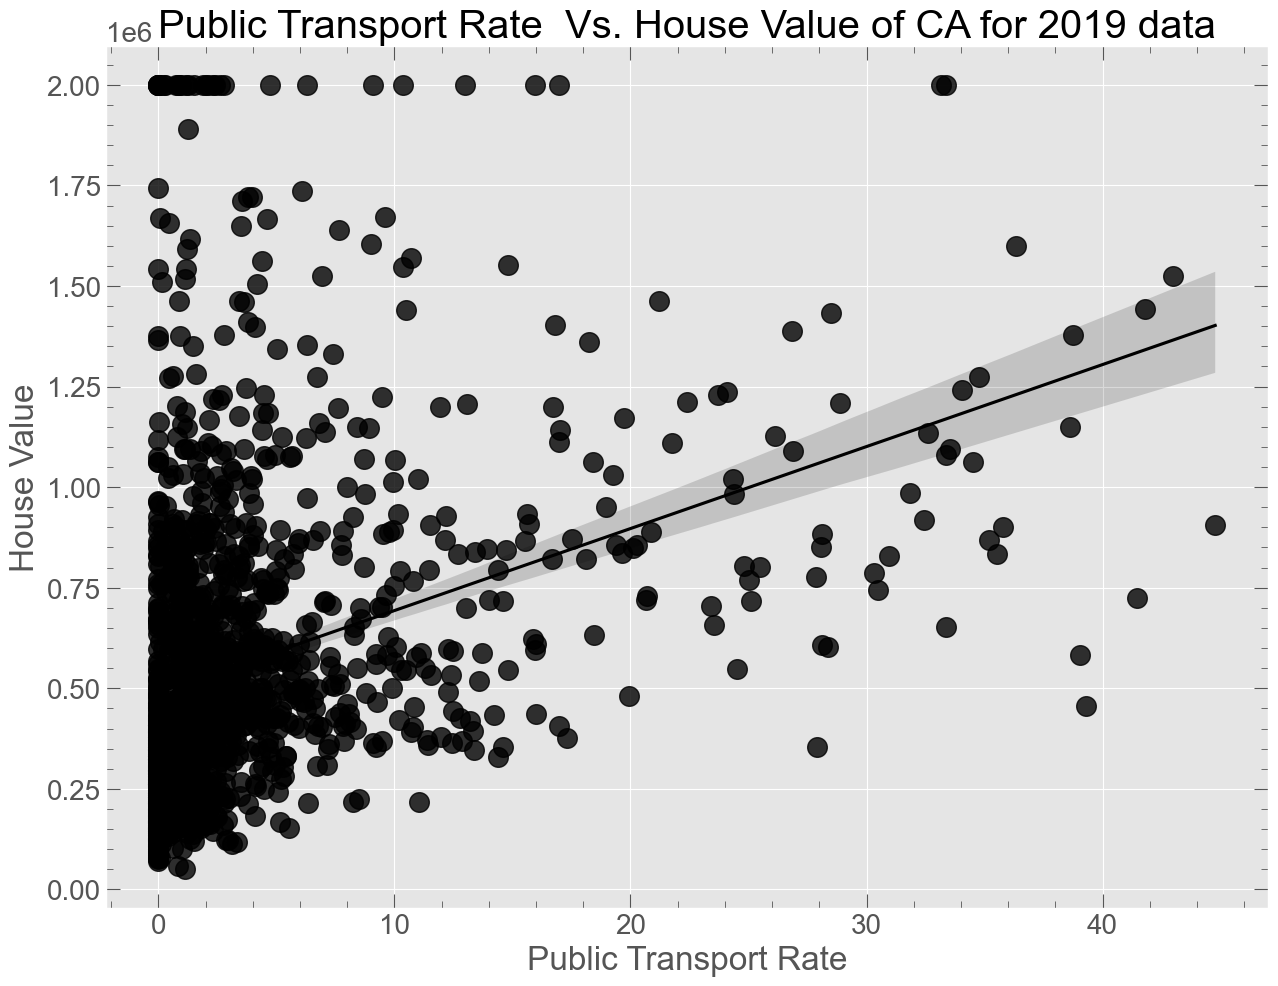 1e6 Public Transport Rate  Vs. House Value of CA for 2019 data
2.00
1.75
1.50
1.25
1.00
0.75
0.50
0.25
0.00
House Value
0 10 20 30 40
Public Transport Rate